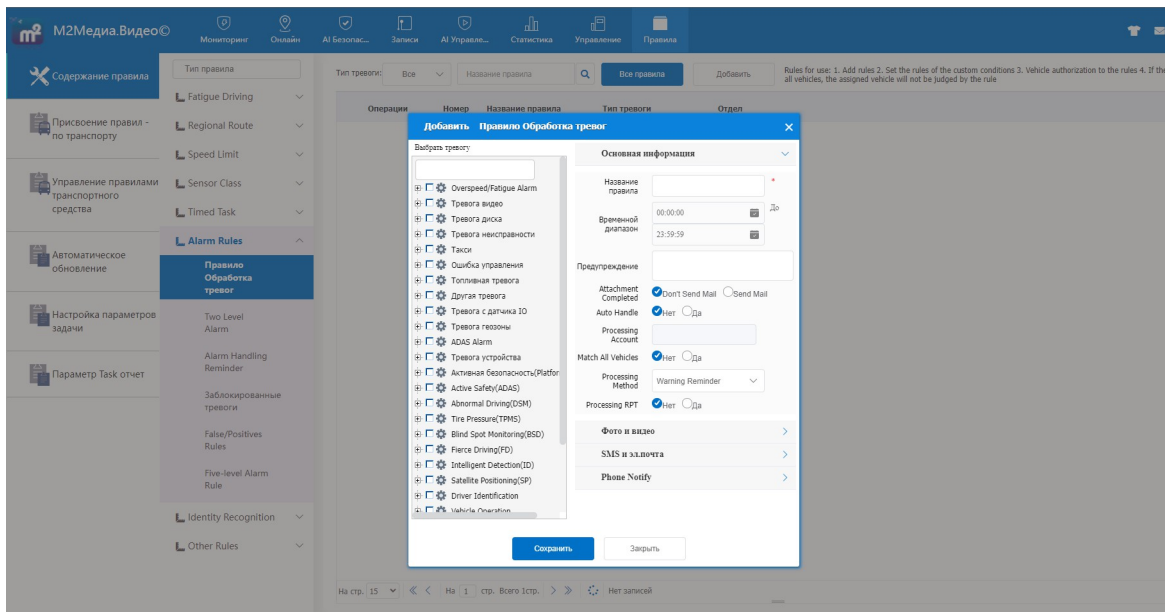 m²
М2Медиа.Видео©
Мониторинг
Онлайн
AI Безопас...
Записи
AI Управле...
Статистика
Управление
Правила
Содержание правила
Присвоение правил -
по транспорту
Управление правилами
транспортного
средства
Автоматическое
обновление
Настройка параметров
задачи
Параметр Task отчет
Тип правила
Fatigue Driving
Regional Route
Speed Limit
Sensor Class
Timed Task
Alarm Rules
Правило
Обработка
тревог
Two Level
Alarm
Alarm Handling
Reminder
Заблокированные
тревоги
False/Positives
Rules
Five-level Alarm
Rule
Identity Recognition
Other Rules
Тип тревоги: Все Название правила Все правила Добавить
Rules for use: 1. Add rules 2. Set the rules of the custom conditions 3. Vehicle authorization to the rules 4. If the
all vehicles, the assigned vehicle will not be judged by the rule
Операции Номер Название правила Тип тревоги Отдел
Добавить Правило Обработка тревог
Выбрать тревогу
Overspeed/Fatigue Alarm
Тревога видео
Тревога диска
Тревога неисправности
Такси
Ошибка управления
Топливная тревога
Другая тревога
Тревога с датчика IO
Тревога геозоны
ADAS Alarm
Тревога устройства
Активная безопасность(Platfor
Active Safety(ADAS)
Abnormal Driving(DSM)
Tire Pressure(TPMS)
Blind Spot Monitoring(BSD)
Fierce Driving(FD)
Intelligent Detection(ID)
Satellite Positioning(SP)
Driver Identification
Vehicle Operation
Основная информация
Название
правила
*
Временной
диапазон
00:00:00
До
23:59:59
Предупреждение
Attachment
Completed
Don't Send Mail Send Mail
Auto Handle Нет Да
Processing
Account
Match All Vehicles Нет Да
Processing
Method
Warning Reminder
Processing RPT Нет Да
Фото и видео
SMS и эл.почта
Phone Notify
Сохранить Закрыть
На стр. 15 На 1 стр. Всего 1стр. Нет записей